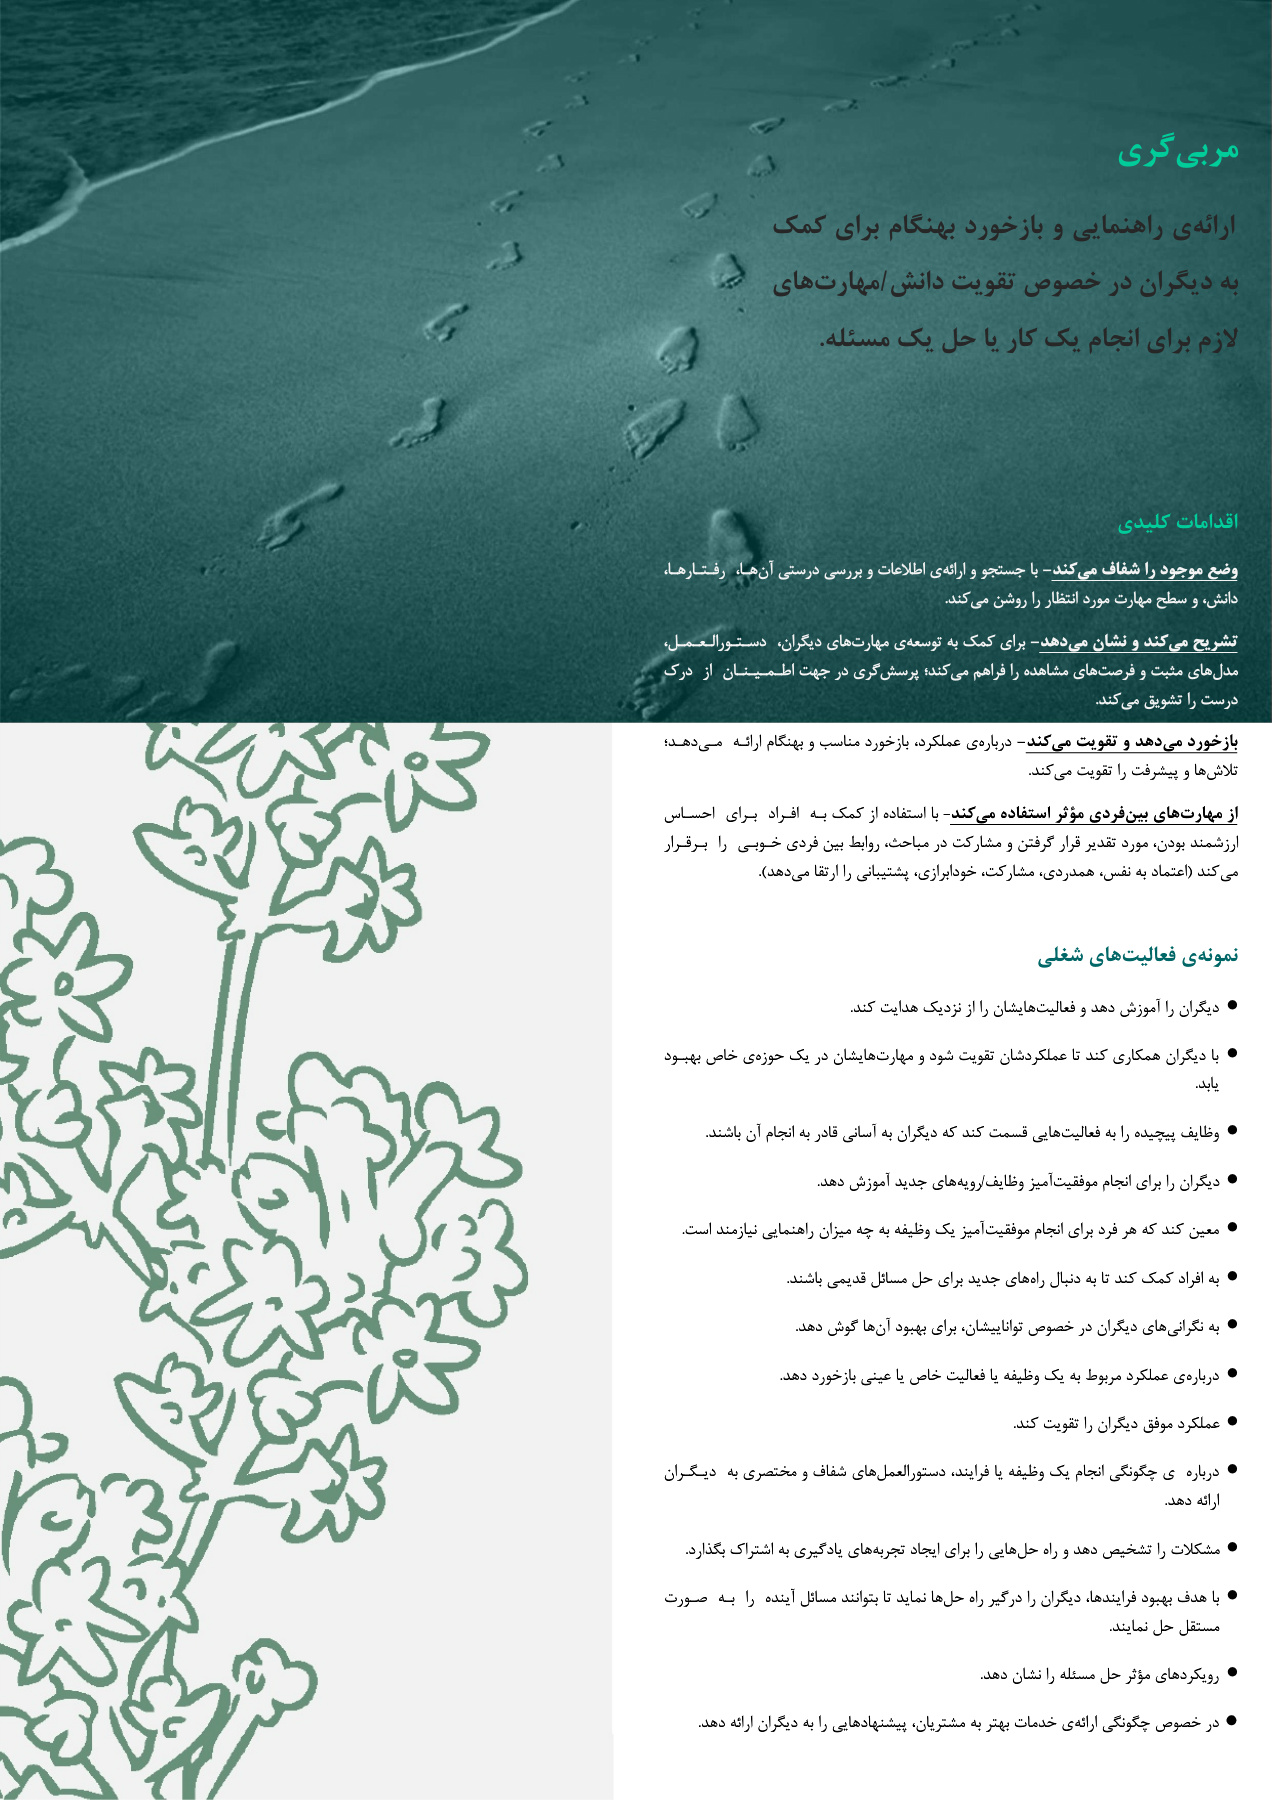 مربی‌گری
ارائه‌ی راهنمایی و بازخورد بهنگام برای کمک
به دیگران در خصوص تقویت دانش/مهارت‌های
لازم برای انجام یک کار یا حل یک مسئله.
اقدامات کلیدی
وضع موجود را شفاف می‌کند- با جستجو و ارائه‌ی اطلاعات و بررسی درستی آن‌هـا، رفـتـارهـا،
دانش، و سطح مهارت مورد انتظار را روشن می‌کند.
تشریح می‌کند و نشان می‌دهد- برای کمک به توسعه‌ی مهارت‌های دیگران، دسـتـورالـعـمـل،
مدل‌های مثبت و فرصت‌های مشاهده را فراهم می‌کند؛ پرسش‌گری در جهت اطـمـیـنـان از درک
درست را تشویق می‌کند.
بازخورد می‌دهد و تقویت می‌کند- درباره‌ی عملکرد، بازخورد مناسب و بهنگام ارائـه مـی‌دهـد؛
تلاش‌ها و پیشرفت را تقویت می‌کند.
از مهارت‌های بین‌فردی مؤثر استفاده می‌کند- با استفاده از کمک بـه افـراد بـرای احسـاس
ارزشمند بودن، مورد تقدیر قرار گرفتن و مشارکت در مباحث، روابط بین فردی خـوبـی را بـرقـرار
می‌کند (اعتماد به نفس، همدردی، مشارکت، خودابرازی، پشتیبانی را ارتقا می‌دهد).
نمونه‌ی فعالیت‌های شغلی
● دیگران را آموزش دهد و فعالیت‌هایشان را از نزدیک هدایت کند.
● با دیگران همکاری کند تا عملکردشان تقویت شود و مهارت‌هایشان در یک حوزه‌ی خاص بهبـود
یابد.
● وظایف پیچیده را به فعالیت‌هایی قسمت کند که دیگران به آسانی قادر به انجام آن باشند.
● دیگران را برای انجام موفقیت‌آمیز وظایف/رویه‌های جدید آموزش دهد.
● معین کند که هر فرد برای انجام موفقیت‌آمیز یک وظیفه به چه میزان راهنمایی نیازمند است.
● به افراد کمک کند تا به دنبال راه‌های جدید برای حل مسائل قدیمی باشند.
● به نگرانی‌های دیگران در خصوص تواناییشان، برای بهبود آن‌ها گوش دهد.
● درباره‌ی عملکرد مربوط به یک وظیفه یا فعالیت خاص یا عینی بازخورد دهد.
● عملکرد موفق دیگران را تقویت کند.
● درباره ی چگونگی انجام یک وظیفه یا فرایند، دستورالعمل‌های شفاف و مختصری به دیـگـران
ارائه دهد.
● مشکلات را تشخیص دهد و راه حل‌هایی را برای ایجاد تجربه‌های یادگیری به اشتراک بگذارد.
● با هدف بهبود فرایندها، دیگران را درگیر راه حل‌ها نماید تا بتوانند مسائل آینده را بـه صـورت
مستقل حل نمایند.
● رویکردهای مؤثر حل مسئله را نشان دهد.
● در خصوص چگونگی ارائه‌ی خدمات بهتر به مشتریان، پیشنهادهایی را به دیگران ارائه دهد.